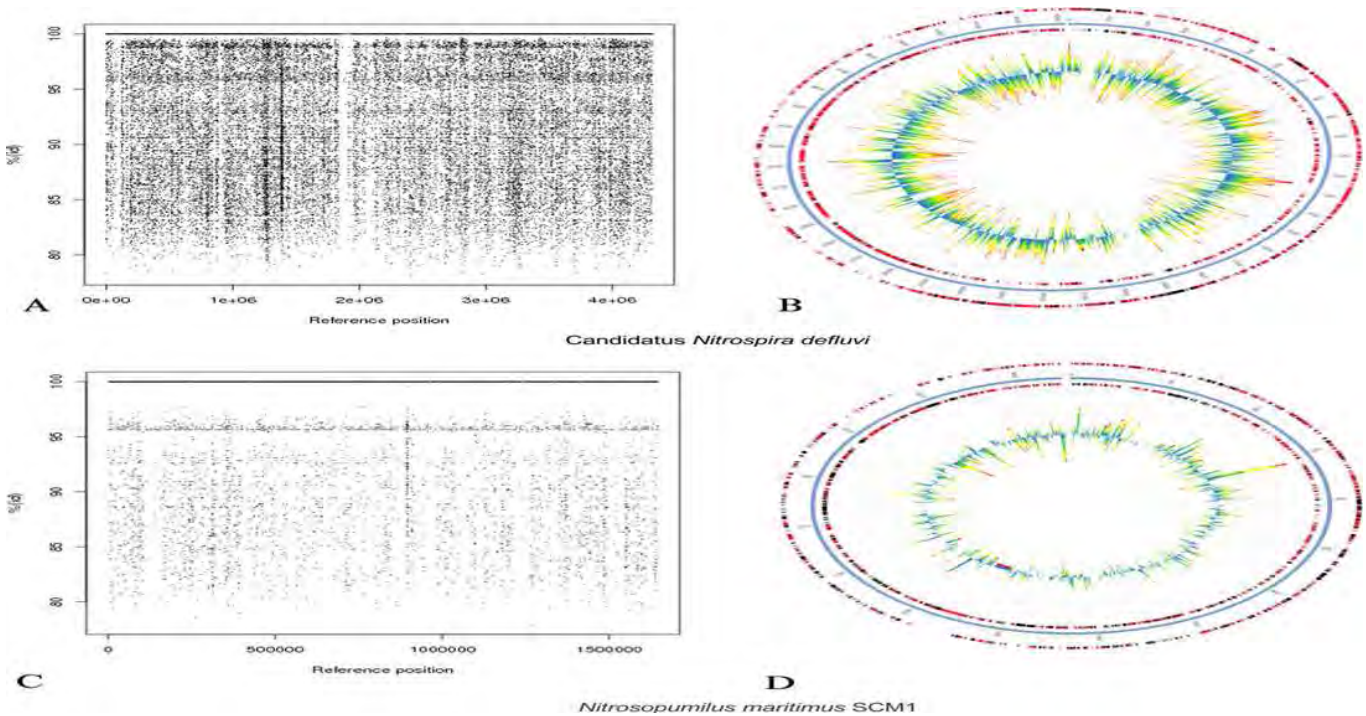 100
95
90
85
80
%(id)
0e+00 1e+06 2e+06 3e+06 4e+06
Reference position
A
B
Candidatus Nitrospira defluvi
100
95
90
85
80
%(id)
0 500000 1000000 1500000
Reference position
C
D
Nitrosopumilus maritimus SCM1